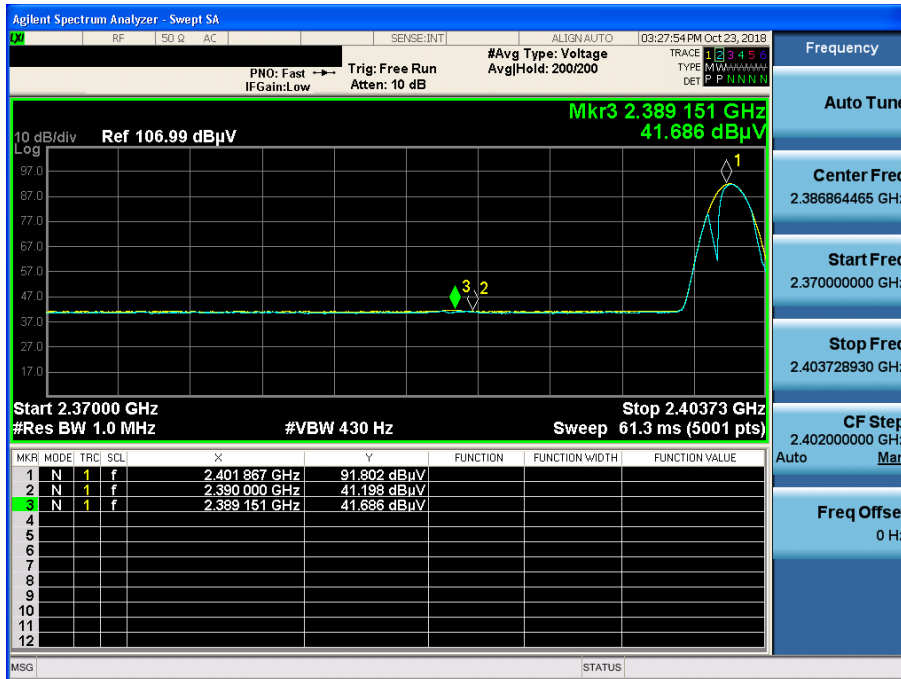 Agilent Spectrum Analyzer - Swept SA
LXI RF 50 Ω AC SENSE:INT ALIGN AUTO 03:27:54 PM Oct 23, 2018
PNO: Fast Trig: Free Run #Avg Type: Voltage TRACE 1 2 3 4 5 6
IFGain:Low Atten: 10 dB Avg|Hold: 200/200 TYPE MWWWWW
DET P P N N N N
Mkr3 2.389 151 GHz
41.686 dBµV
10 dB/div Ref 106.99 dBµV
Log
97.0
87.0
77.0
67.0
57.0
47.0
37.0
27.0
17.0
1
3 2
Start 2.37000 GHz Stop 2.40373 GHz
#Res BW 1.0 MHz #VBW 430 Hz Sweep 61.3 ms (5001 pts)
MKR MODE TRC SCL X Y FUNCTION FUNCTION WIDTH FUNCTION VALUE
1 N 1 f 2.401 867 GHz 91.802 dBµV
2 N 1 f 2.390 000 GHz 41.198 dBµV
3 N 1 f 2.389 151 GHz 41.686 dBµV
4
5
6
7
8
9
10
11
12
MSG STATUS
Frequency
Auto Tune
Center Freq
2.386864465 GHz
Start Freq
2.370000000 GHz
Stop Freq
2.403728930 GHz
CF Step
2.402000000 GHz
Auto Man
Freq Offse
0 Hz